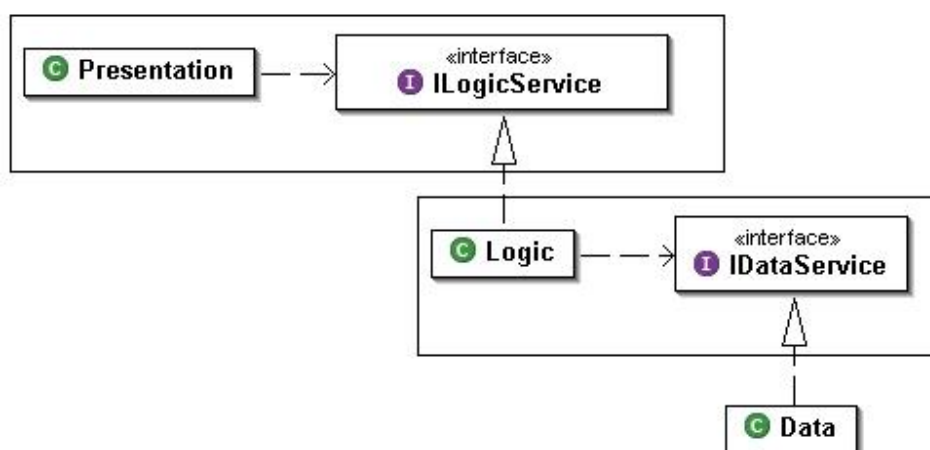 C Presentation
«interface»
I ILogicService
C Logic
«interface»
I IDataService
C Data